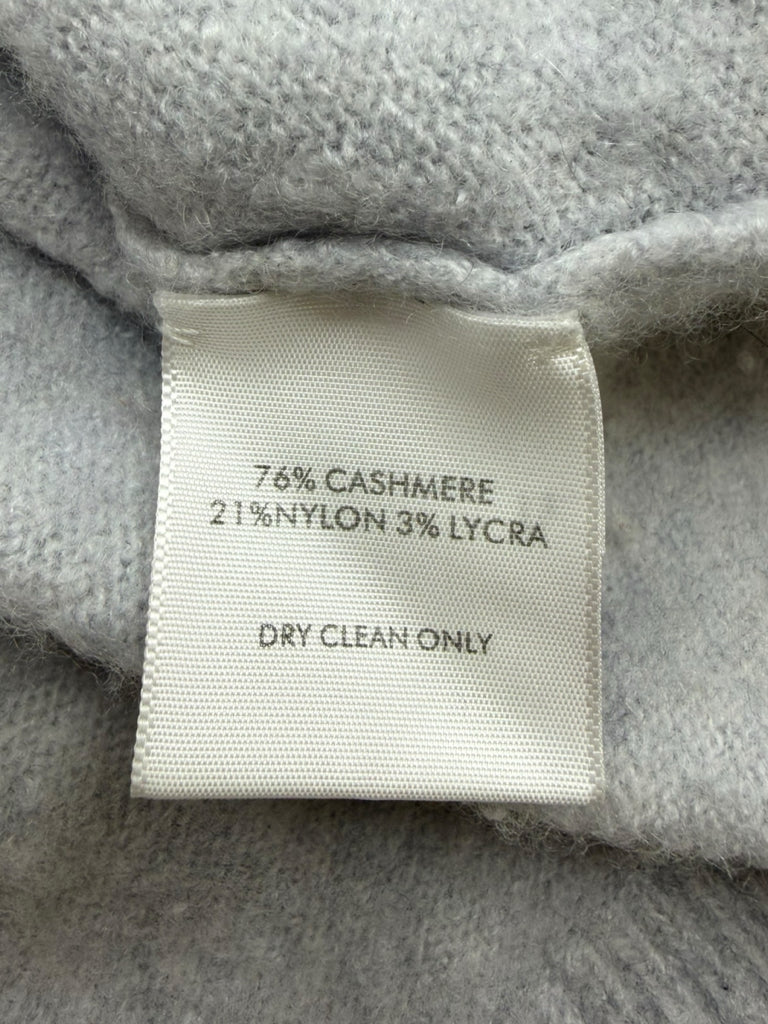 76% CASHMERE
21%NYLON 3% LYCRA
DRY CLEAN ONLY